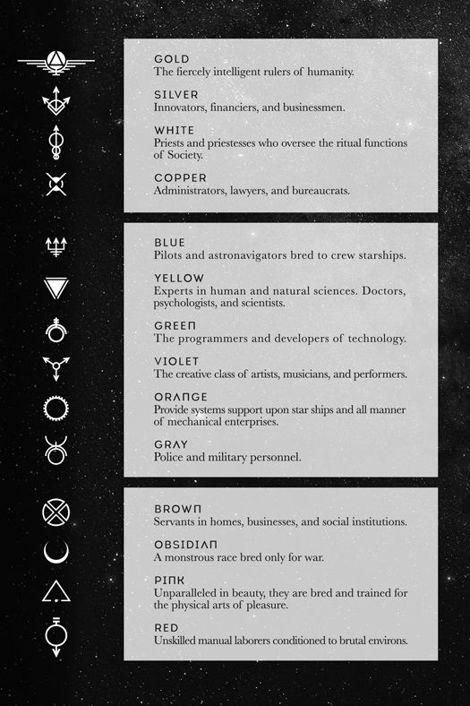 GOLD
The fiercely intelligent rulers of humanity.
SILVER
Innovators, financiers, and businessmen.
WHITE
Priests and priestesses who oversee the ritual functions
of Society.
COPPER
Administrators, lawyers, and bureaucrats.
BLUE
Pilots and astronavigators bred to crew starships.
YELLOW
Experts in human and natural sciences. Doctors,
psychologists, and scientists.
GREEN
The programmers and developers of technology.
VIOLET
The creative class of artists, musicians, and performers.
ORANGE
Provide systems support upon star ships and all manner
of mechanical enterprises.
GRAY
Police and military personnel.
BROWN
Servants in homes, businesses, and social institutions.
OBSIDIAN
A monstrous race bred only for war.
PINK
Unparalleled in beauty, they are bred and trained for
the physical arts of pleasure.
RED
Unskilled manual laborers conditioned to brutal environs.